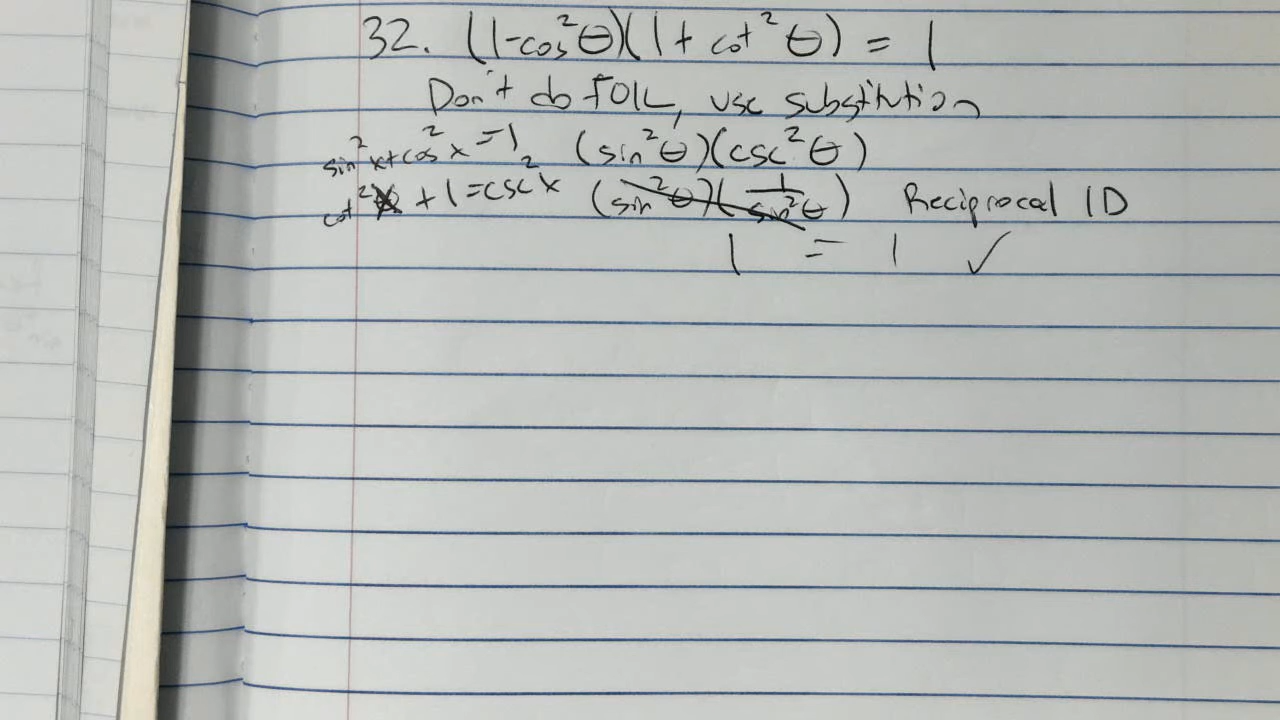 32. (1-cos²θ)(1+ cot²θ) = 1
Don't do FOIL, use substitution
sin²x+cos²x=1 (sin²θ)(csc²θ)
cot²x +1=csc²x (sin²θ)(1/sin²θ) Reciprocal ID
1 = 1 ✓